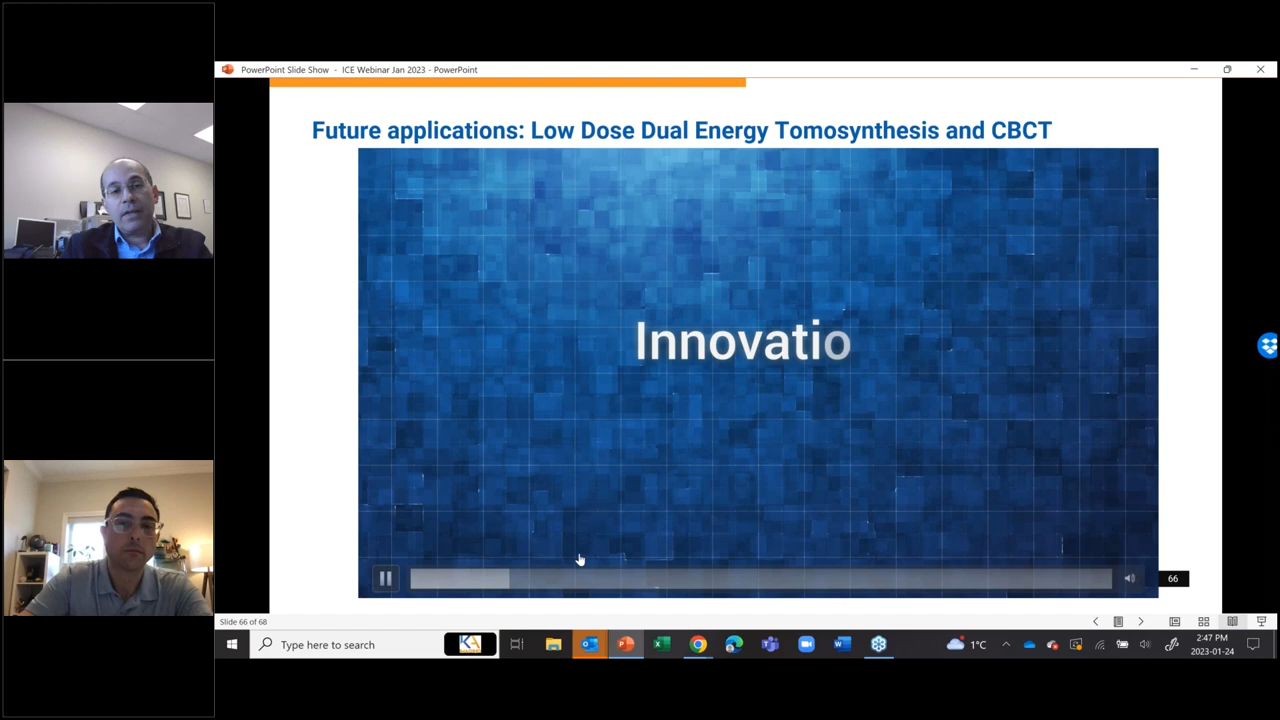 PowerPoint Slide Show - ICE Webinar Jan 2023 - PowerPoint
Future applications: Low Dose Dual Energy Tomosynthesis and CBCT
Innovatio
66
Slide 66 of 68
Type here to search
KA
1°C
2:47 PM
2023-01-24